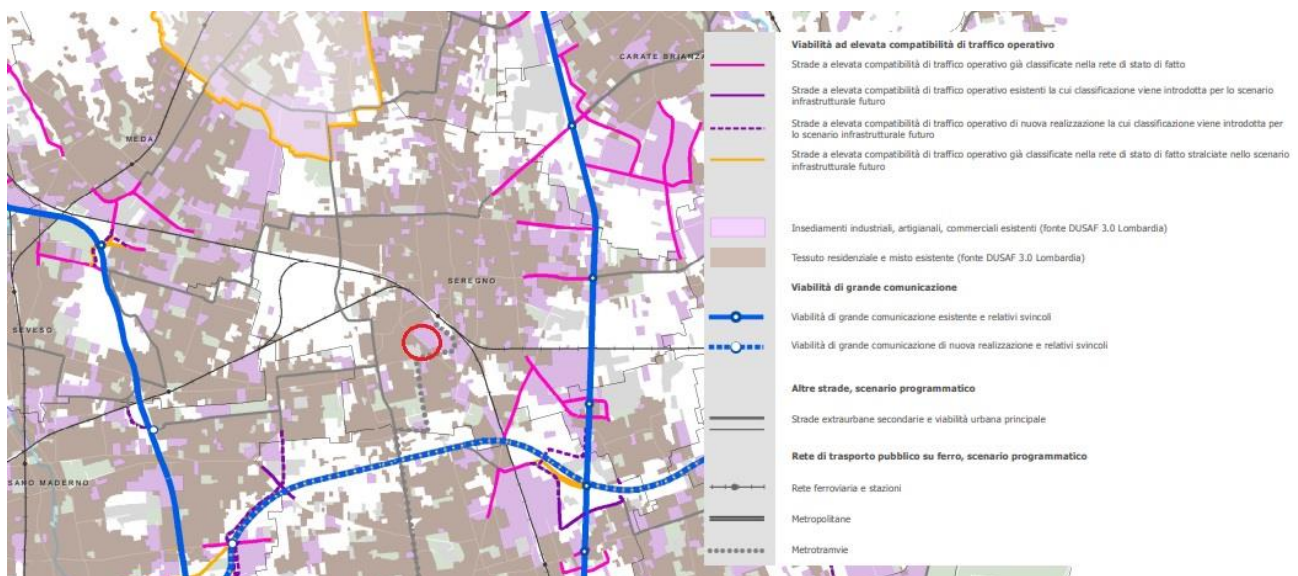 CARATE BRIANZA
MEDA
SEREGNO
SEVESO
SANO MADERNO
Viabilità ad elevata compatibilità di traffico operativo
Strade a elevata compatibilità di traffico operativo già classificate nella rete di stato di fatto
Strade a elevata compatibilità di traffico operativo esistenti la cui classificazione viene introdotta per lo scenario
infrastrutturale futuro
Strade a elevata compatibilità di traffico operativo di nuova realizzazione la cui classificazione viene introdotta per
lo scenario infrastrutturale futuro
Strade a elevata compatibilità di traffico operativo già classificate nella rete di stato di fatto stralciate nello scenario
infrastrutturale futuro
Insediamenti industriali, artigianali, commerciali esistenti (fonte DUSAF 3.0 Lombardia)
Tessuto residenziale e misto esistente (fonte DUSAF 3.0 Lombardia)
Viabilità di grande comunicazione
Viabilità di grande comunicazione esistente e relativi svincoli
Viabilità di grande comunicazione di nuova realizzazione e relativi svincoli
Altre strade, scenario programmatico
Strade extraurbane secondarie e viabilità urbana principale
Rete di trasporto pubblico su ferro, scenario programmatico
Rete ferroviaria e stazioni
Metropolitane
Metrotramvie